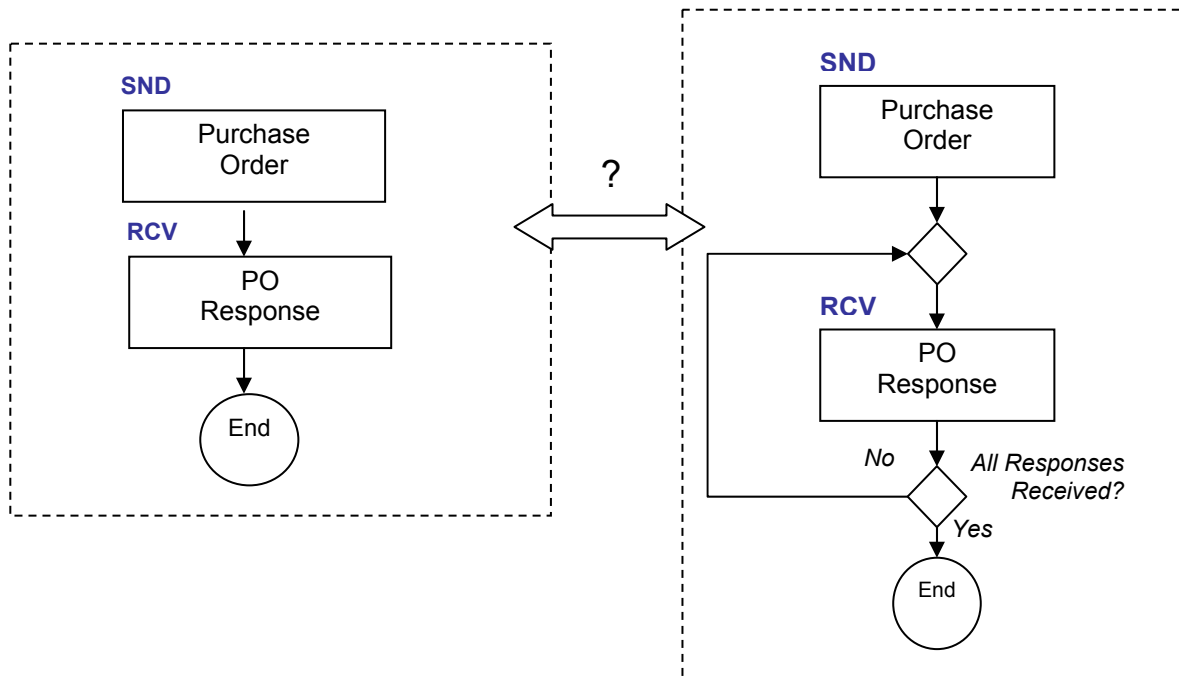 SND
Purchase
Order
RCV
PO
Response
End
?
SND
Purchase
Order
RCV
PO
Response
No
All Responses
Received?
Yes
End